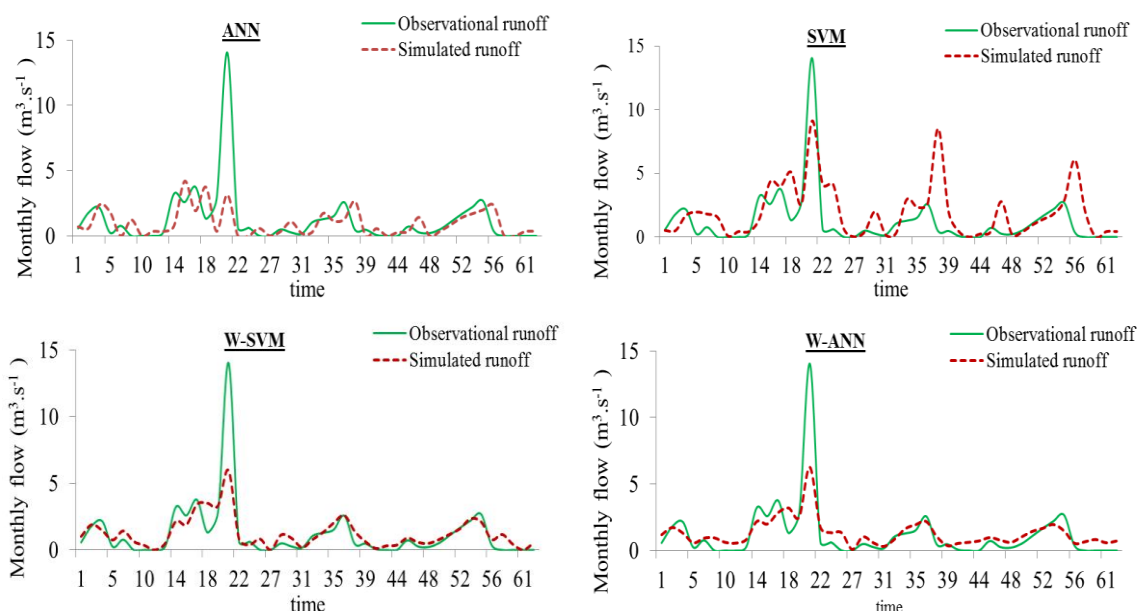 ANN
Observational runoff
Simulated runoff
Monthly flow (m³.s⁻¹)
15
10
5
0
1 5 10 14 18 22 27 31 35 39 44 48 52 56 61
time
SVM
Observational runoff
Simulated runoff
Monthly flow (m³.s⁻¹)
15
10
5
0
1 5 10 14 18 22 27 31 35 39 44 48 52 56 61
time
W-SVM
Observational runoff
Simulated runoff
Monthly flow (m³.s⁻¹ )
15
10
5
0
1 5 10 14 18 22 27 31 35 39 44 48 52 56 61
time
W-ANN
Observational runoff
Simulated runoff
Monthly flow (m³.s⁻¹ )
15
10
5
0
1 5 10 14 18 22 27 31 35 39 44 48 52 56 61
time